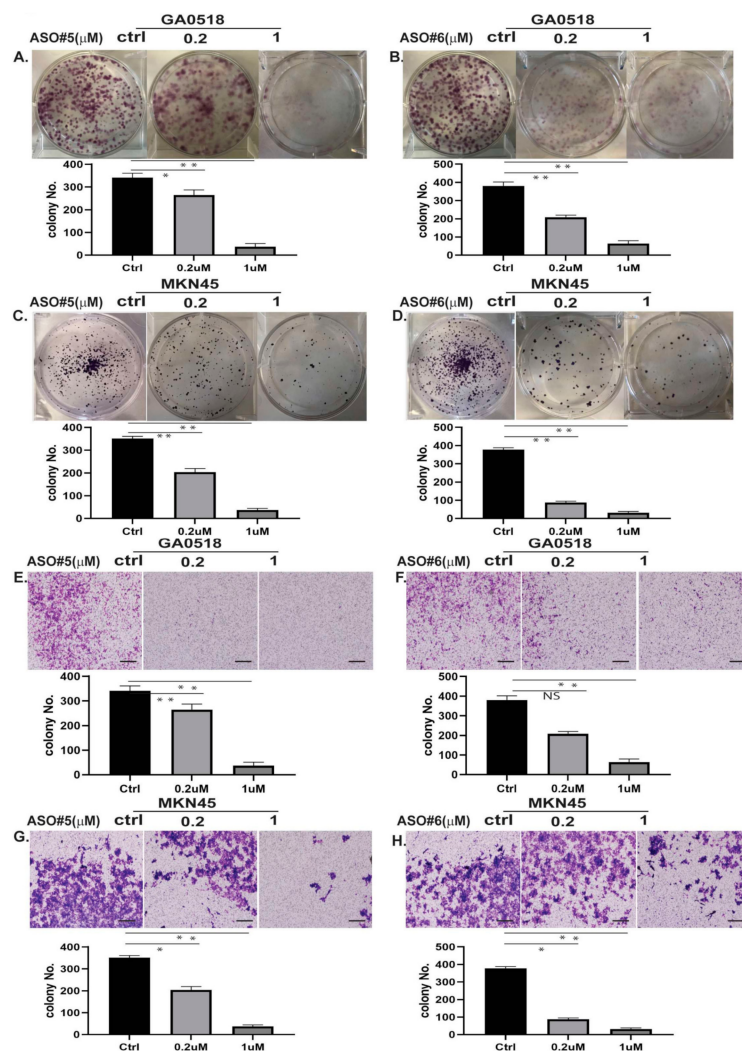 GA0518
ASO#5(μM) ctrl 0.2 1
A.
* *
*
400
300
200
100
0
colony No.
Ctrl 0.2uM 1uM
GA0518
ASO#6(μM) ctrl 0.2 1
B.
* *
* *
500
400
300
200
100
0
colony No.
Ctrl 0.2uM 1uM
MKN45
ASO#5(μM) ctrl 0.2 1
C.
* *
* *
400
300
200
100
0
colony No.
Ctrl 0.2uM 1uM
MKN45
ASO#6(μM) ctrl 0.2 1
D.
* *
* *
500
400
300
200
100
0
colony No.
Ctrl 0.2uM 1uM
GA0518
ASO#5(μM) ctrl 0.2 1
E.
* *
* *
400
300
200
100
0
colony No.
Ctrl 0.2uM 1uM
GA0518
ASO#6(μM) ctrl 0.2 1
F.
* *
NS
500
400
300
200
100
0
colony No.
Ctrl 0.2uM 1uM
MKN45
ASO#5(μM) ctrl 0.2 1
G.
* *
*
400
300
200
100
0
colony No.
Ctrl 0.2uM 1uM
MKN45
ASO#6(μM) ctrl 0.2 1
H.
* *
*
500
400
300
200
100
0
colony No.
Ctrl 0.2uM 1uM